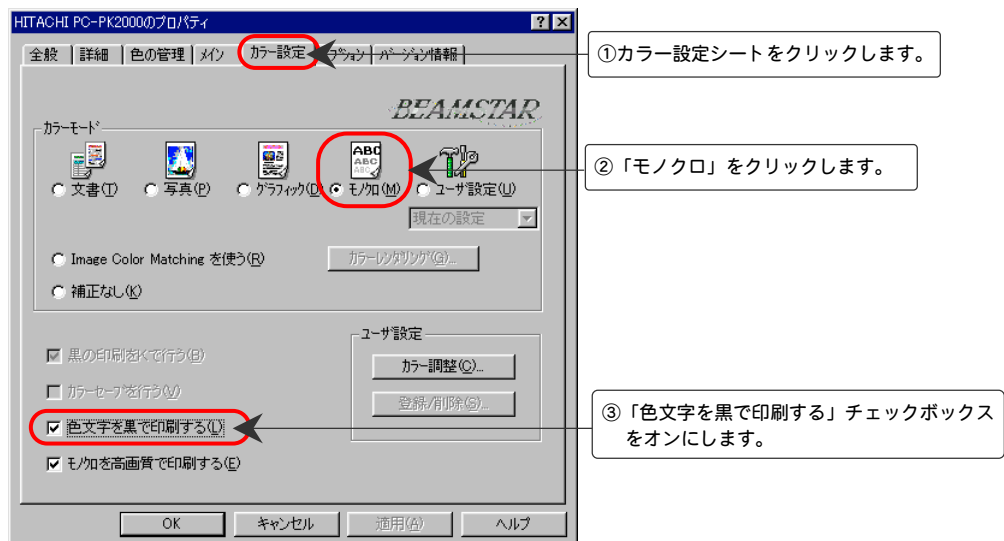 HITACHI PC-PK2000のプロパティ
全般 詳細 色の管理 メイン カラー設定 バージョン情報
①カラー設定シートをクリックします。
BEAMSTAR
カラーモード
ABC
ABC
ABC
②「モノクロ」をクリックします。
文書(T) 写真(P) グラフィック(D) モノクロ(M) ユーザ設定(U)
現在の設定
Image Color Matching を使う(R) カラーレンダリング(G)...
補正なし(K)
ユーザ設定
黒の印刷をKで行う(B)
カラー調整(C)...
カラーセーブを行う(V)
登録/削除(S)...
③「色文字を黒で印刷する」チェックボックス
をオンにします。
色文字を黒で印刷する(L)
モノクロを高画質で印刷する(E)
OK キャンセル 適用(A) ヘルプ